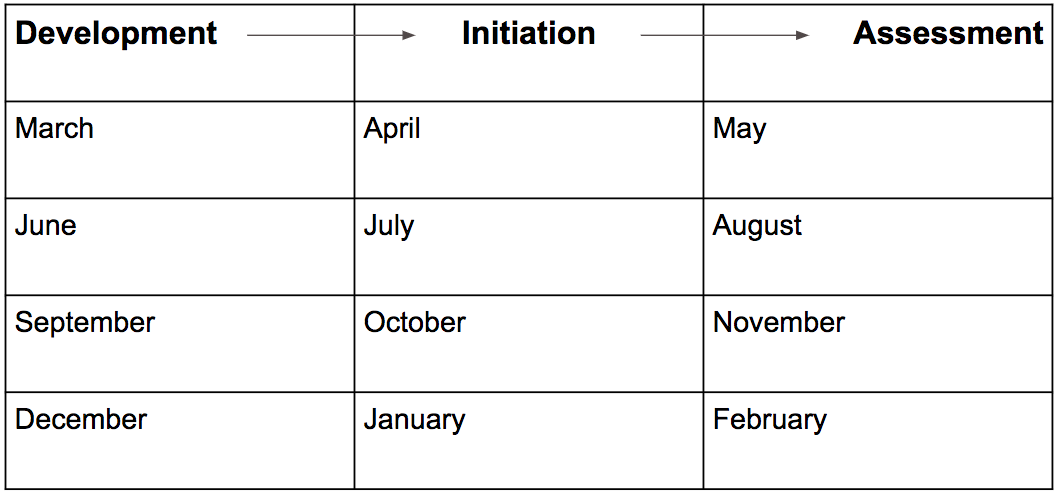 Development Initiation Assessment
March April May
June July August
September October November
December January February